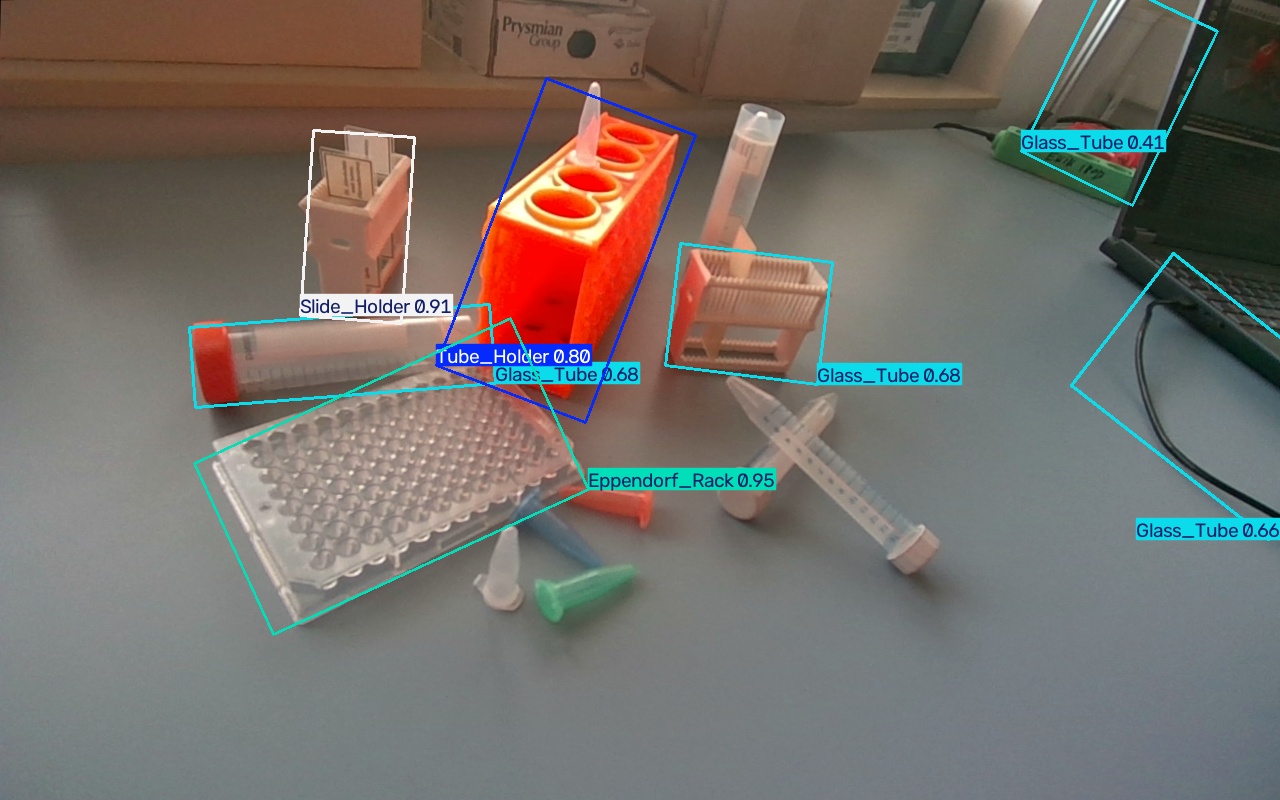 Prysmian
Group
Glass_Tube 0.41
Slide_Holder 0.91
Tube_Holder 0.80
Glass_Tube 0.68
Glass_Tube 0.68
Eppendorf_Rack 0.95
Glass_Tube 0.66